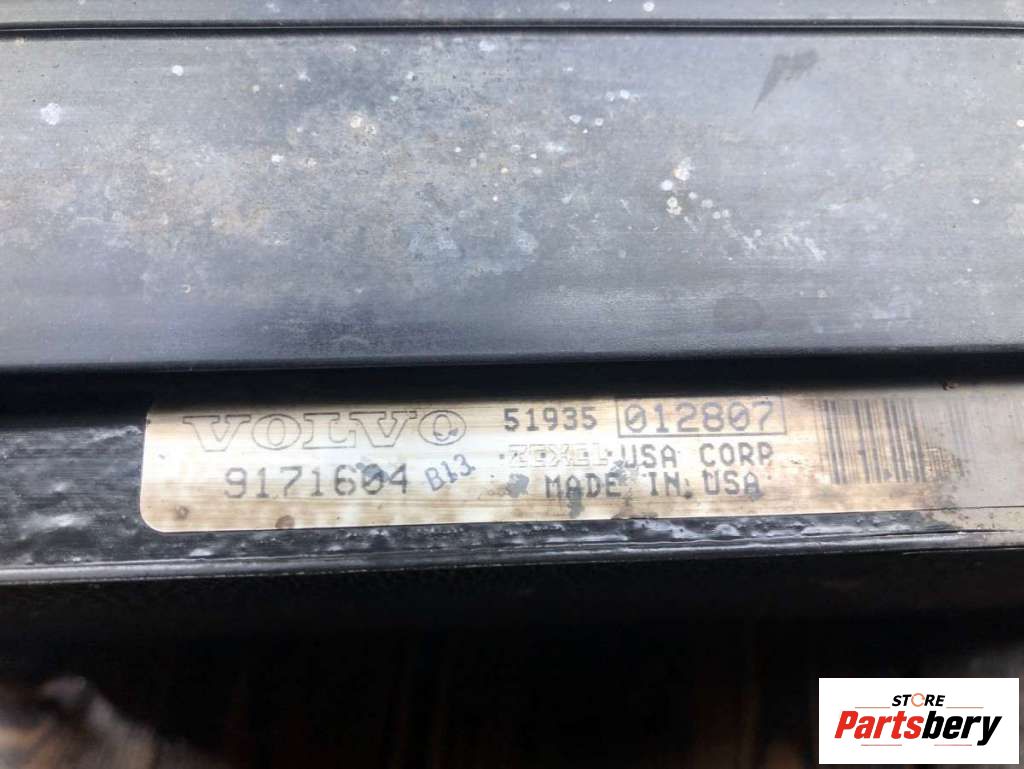 VOLVO 51935 012807
9171604 B13 ZEXEL USA CORP
MADE IN USA
STORE
Partsbery